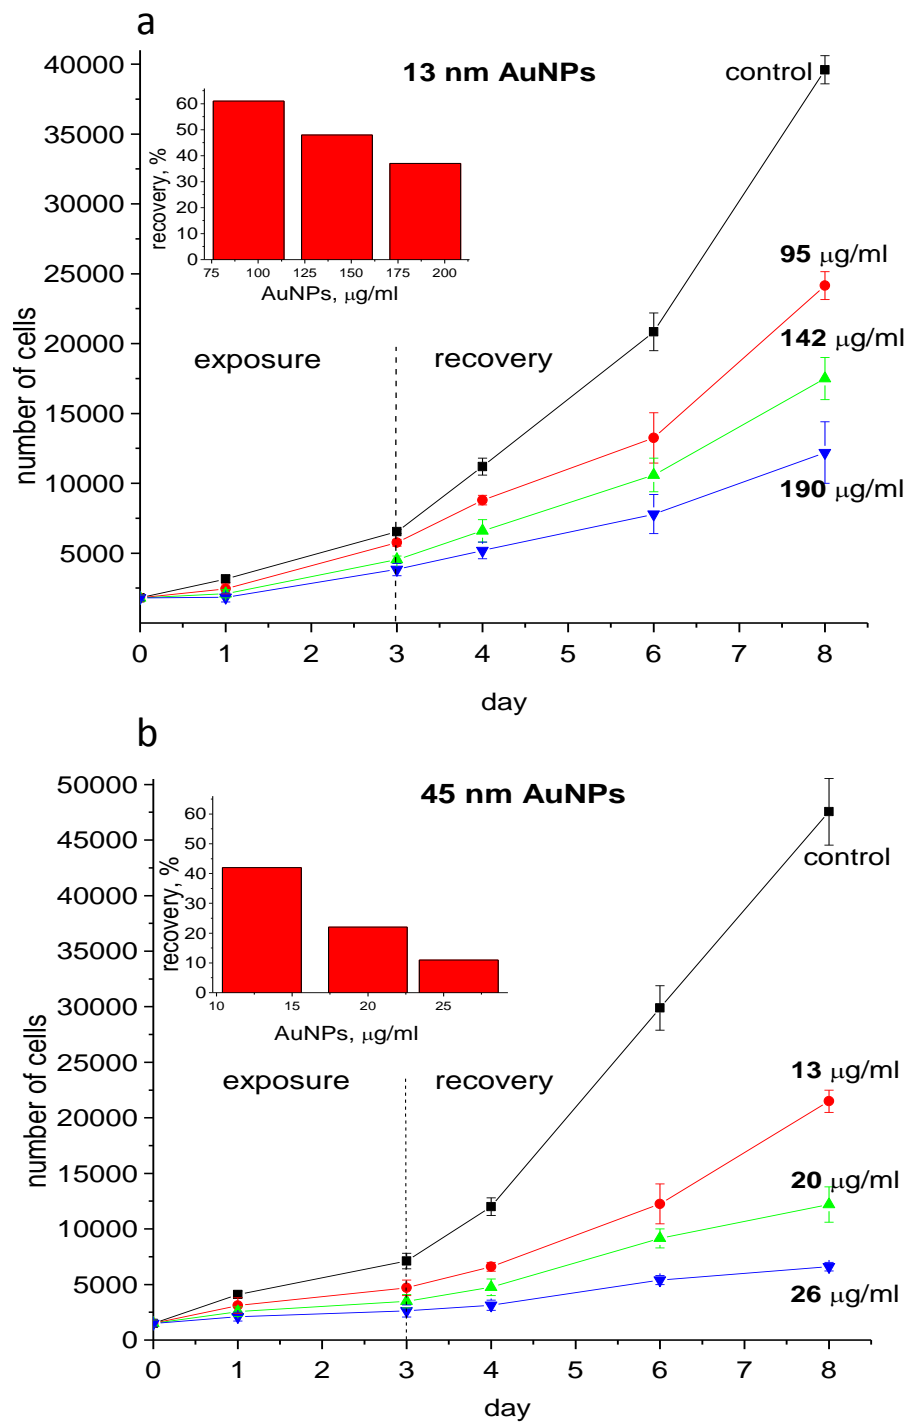 a
13 nm AuNPs
control
40000
35000
30000
25000
20000
15000
10000
5000
number of cells
60
50
40
30
20
10
0
recovery, %
75 100 125 150 175 200
AuNPs, μg/ml
95 μg/ml
142 μg/ml
190 μg/ml
exposure
recovery
0 1 2 3 4 5 6 7 8
day
b
45 nm AuNPs
control
50000
45000
40000
35000
30000
25000
20000
15000
10000
5000
0
number of cells
60
50
40
30
20
10
0
recovery, %
10 15 20 25
AuNPs, μg/ml
exposure
recovery
13 μg/ml
20 μg/ml
26 μg/ml
0 1 2 3 4 5 6 7 8
day